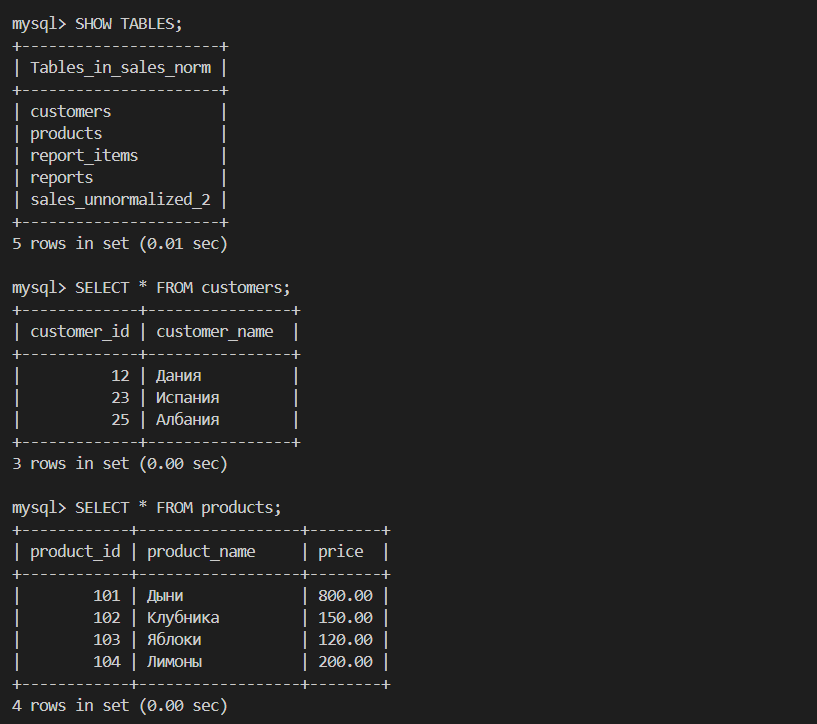 mysql> SHOW TABLES;
+----------------------+
| Tables_in_sales_norm |
+----------------------+
| customers            |
| products             |
| report_items         |
| reports              |
| sales_unnormalized_2 |
+----------------------+
5 rows in set (0.01 sec)

mysql> SELECT * FROM customers;
+-------------+----------------+
| customer_id | customer_name  |
+-------------+----------------+
|          12 | Дания          |
|          23 | Испания        |
|          25 | Албания        |
+-------------+----------------+
3 rows in set (0.00 sec)

mysql> SELECT * FROM products;
+------------+------------------+--------+
| product_id | product_name     | price  |
+------------+------------------+--------+
|        101 | Дыни             | 800.00 |
|        102 | Клубника         | 150.00 |
|        103 | Яблоки           | 120.00 |
|        104 | Лимоны           | 200.00 |
+------------+------------------+--------+
4 rows in set (0.00 sec)